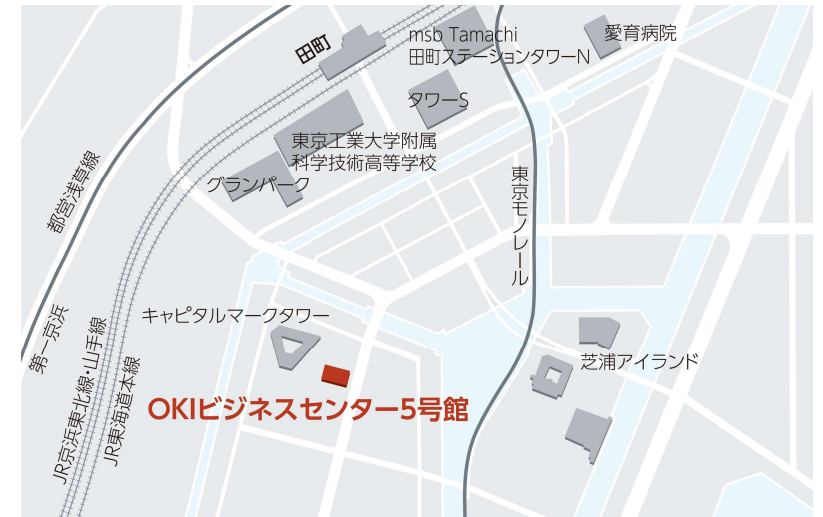 田町
msb Tamachi
田町ステーションタワーN
愛育病院
タワーS
東京工業大学附属
科学技術高等学校
グランパーク
都営浅草線
東京モノレール
第一京浜
JR京浜東北線・山手線
JR東海道本線
キャピタルマークタワー
芝浦アイランド
OKIビジネスセンター5号館